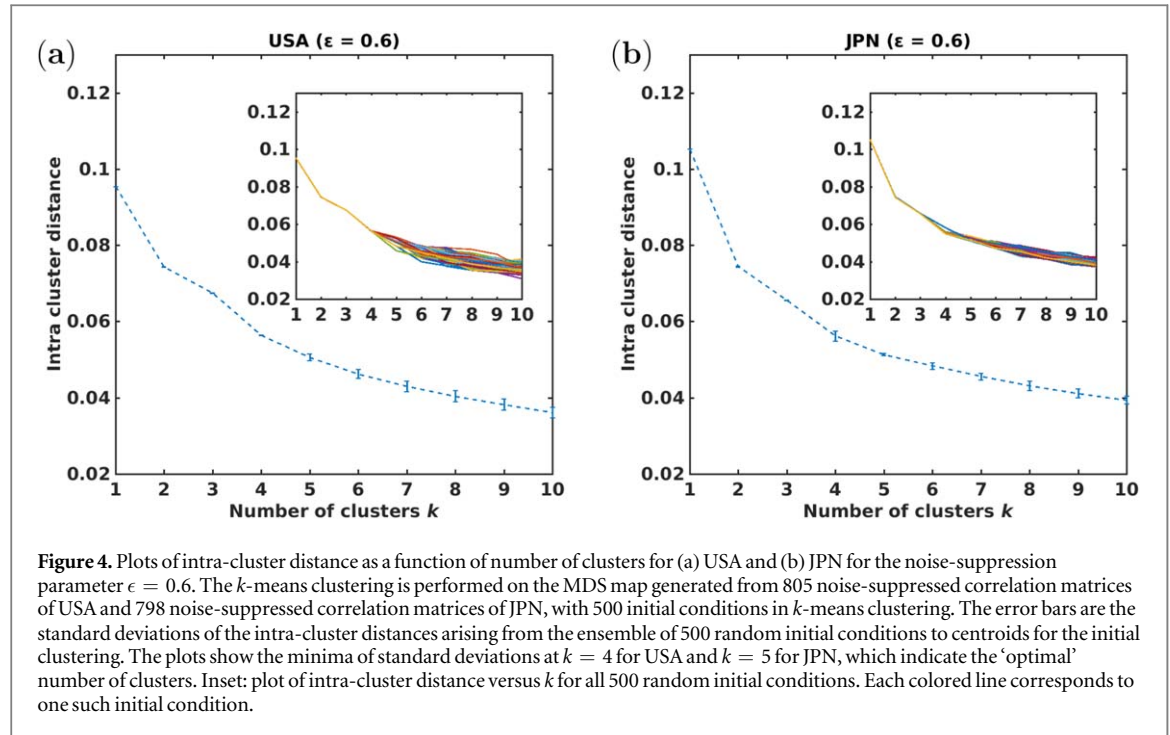 (a)
USA (ε = 0.6)
0.12
0.1
0.08
0.06
0.04
0.02
Intra cluster distance
1 2 3 4 5 6 7 8 9 10
Number of clusters k
0.12
0.1
0.08
0.06
0.04
0.02
1 2 3 4 5 6 7 8 9 10
(b)
JPN (ε = 0.6)
0.12
0.1
0.08
0.06
0.04
0.02
Intra cluster distance
1 2 3 4 5 6 7 8 9 10
Number of clusters k
0.12
0.1
0.08
0.06
0.04
0.02
1 2 3 4 5 6 7 8 9 10
Figure 4. Plots of intra-cluster distance as a function of number of clusters for (a) USA and (b) JPN for the noise-suppression
parameter ϵ = 0.6. The k-means clustering is performed on the MDS map generated from 805 noise-suppressed correlation matrices
of USA and 798 noise-suppressed correlation matrices of JPN, with 500 initial conditions in k-means clustering. The error bars are the
standard deviations of the intra-cluster distances arising from the ensemble of 500 random initial conditions to centroids for the initial
clustering. The plots show the minima of standard deviations at k = 4 for USA and k = 5 for JPN, which indicate the ‘optimal’
number of clusters. Inset: plot of intra-cluster distance versus k for all 500 random initial conditions. Each colored line corresponds to
one such initial condition.